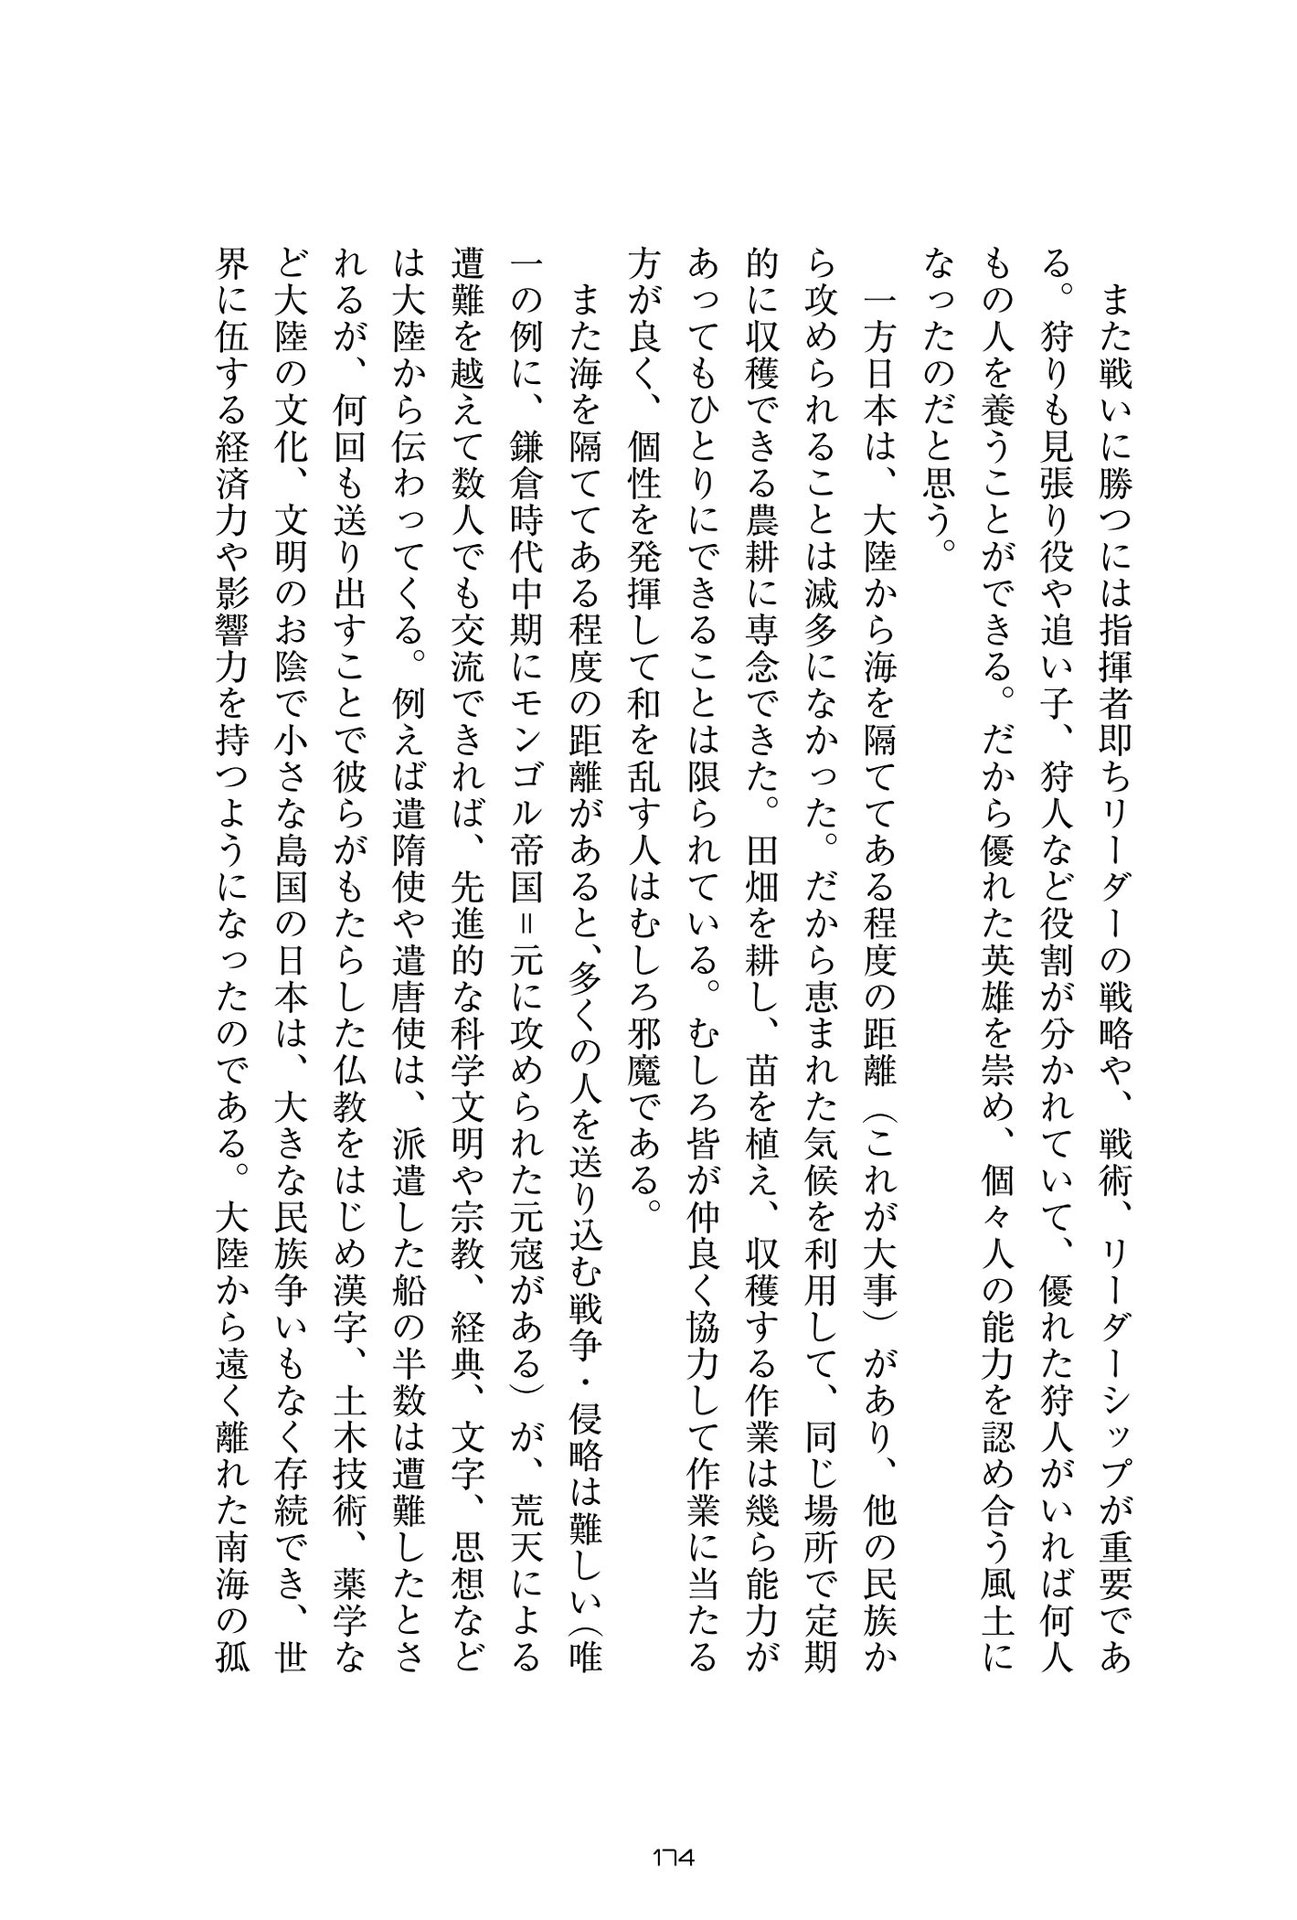 また戦いに勝つには指揮者即ちリーダーの戦略や、戦術、リーダーシップが重要であ
る。狩りも見張り役や追い子、狩人など役割が分かれていて、優れた狩人がいれば何人
もの人を養うことができる。だから優れた英雄を崇め、個々人の能力を認め合う風土に
なったのだと思う。
　一方日本は、大陸から海を隔ててある程度の距離（これが大事）があり、他の民族か
ら攻められることは滅多になかった。だから恵まれた気候を利用して、同じ場所で定期
的に収穫できる農耕に専念できた。田畑を耕し、苗を植え、収穫する作業は幾ら能力が
あってもひとりにできることは限られている。むしろ皆が仲良く協力して作業に当たる
方が良く、個性を発揮して和を乱す人はむしろ邪魔である。
　また海を隔ててある程度の距離があると、多くの人を送り込む戦争・侵略は難しい（唯
一の例に、鎌倉時代中期にモンゴル帝国＝元に攻められた元寇がある）が、荒天による
遭難を越えて数人でも交流できれば、先進的な科学文明や宗教、経典、文字、思想など
は大陸から伝わってくる。例えば遣隋使や遣唐使は、派遣した船の半数は遭難したとさ
れるが、何回も送り出すことで彼らがもたらした仏教をはじめ漢字、土木技術、薬学な
ど大陸の文化、文明のお陰で小さな島国の日本は、大きな民族争いもなく存続でき、世
界に伍する経済力や影響力を持つようになったのである。大陸から遠く離れた南海の孤
174